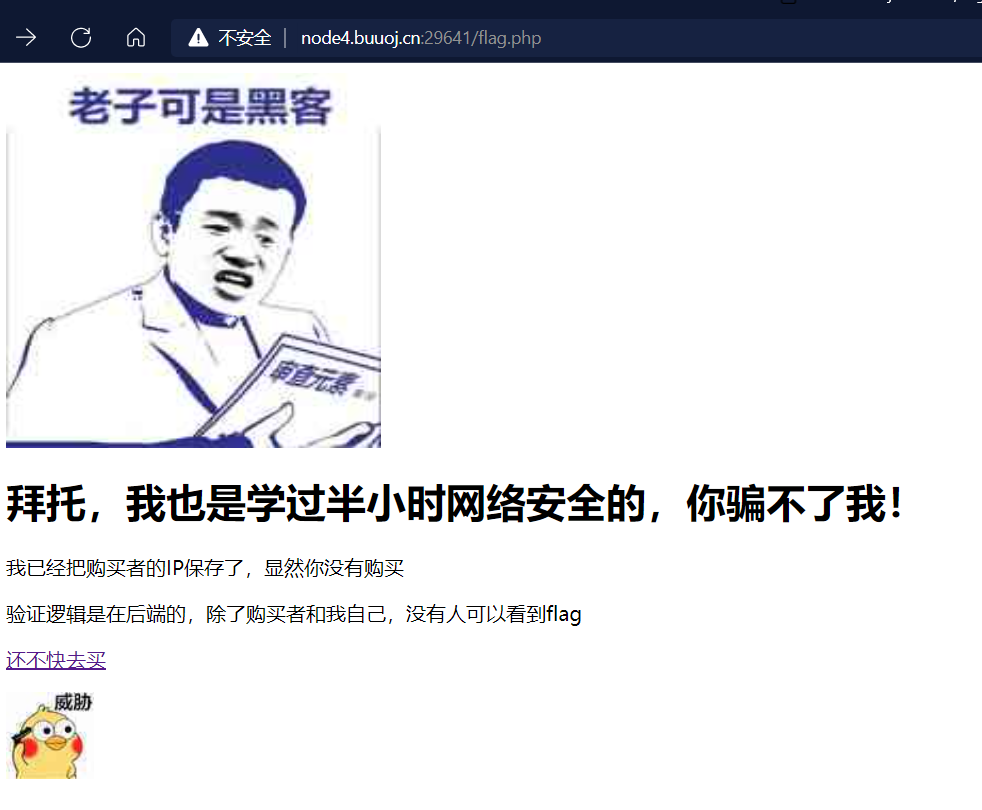 不安全 | node4.buuoj.cn:29641/flag.php
老子可是黑客
审查元素
拜托，我也是学过半小时网络安全的，你骗不了我！
我已经把购买者的IP保存了，显然你没有购买
验证逻辑是在后端的，除了购买者和我自己，没有人可以看到flag
还不快去买
威胁